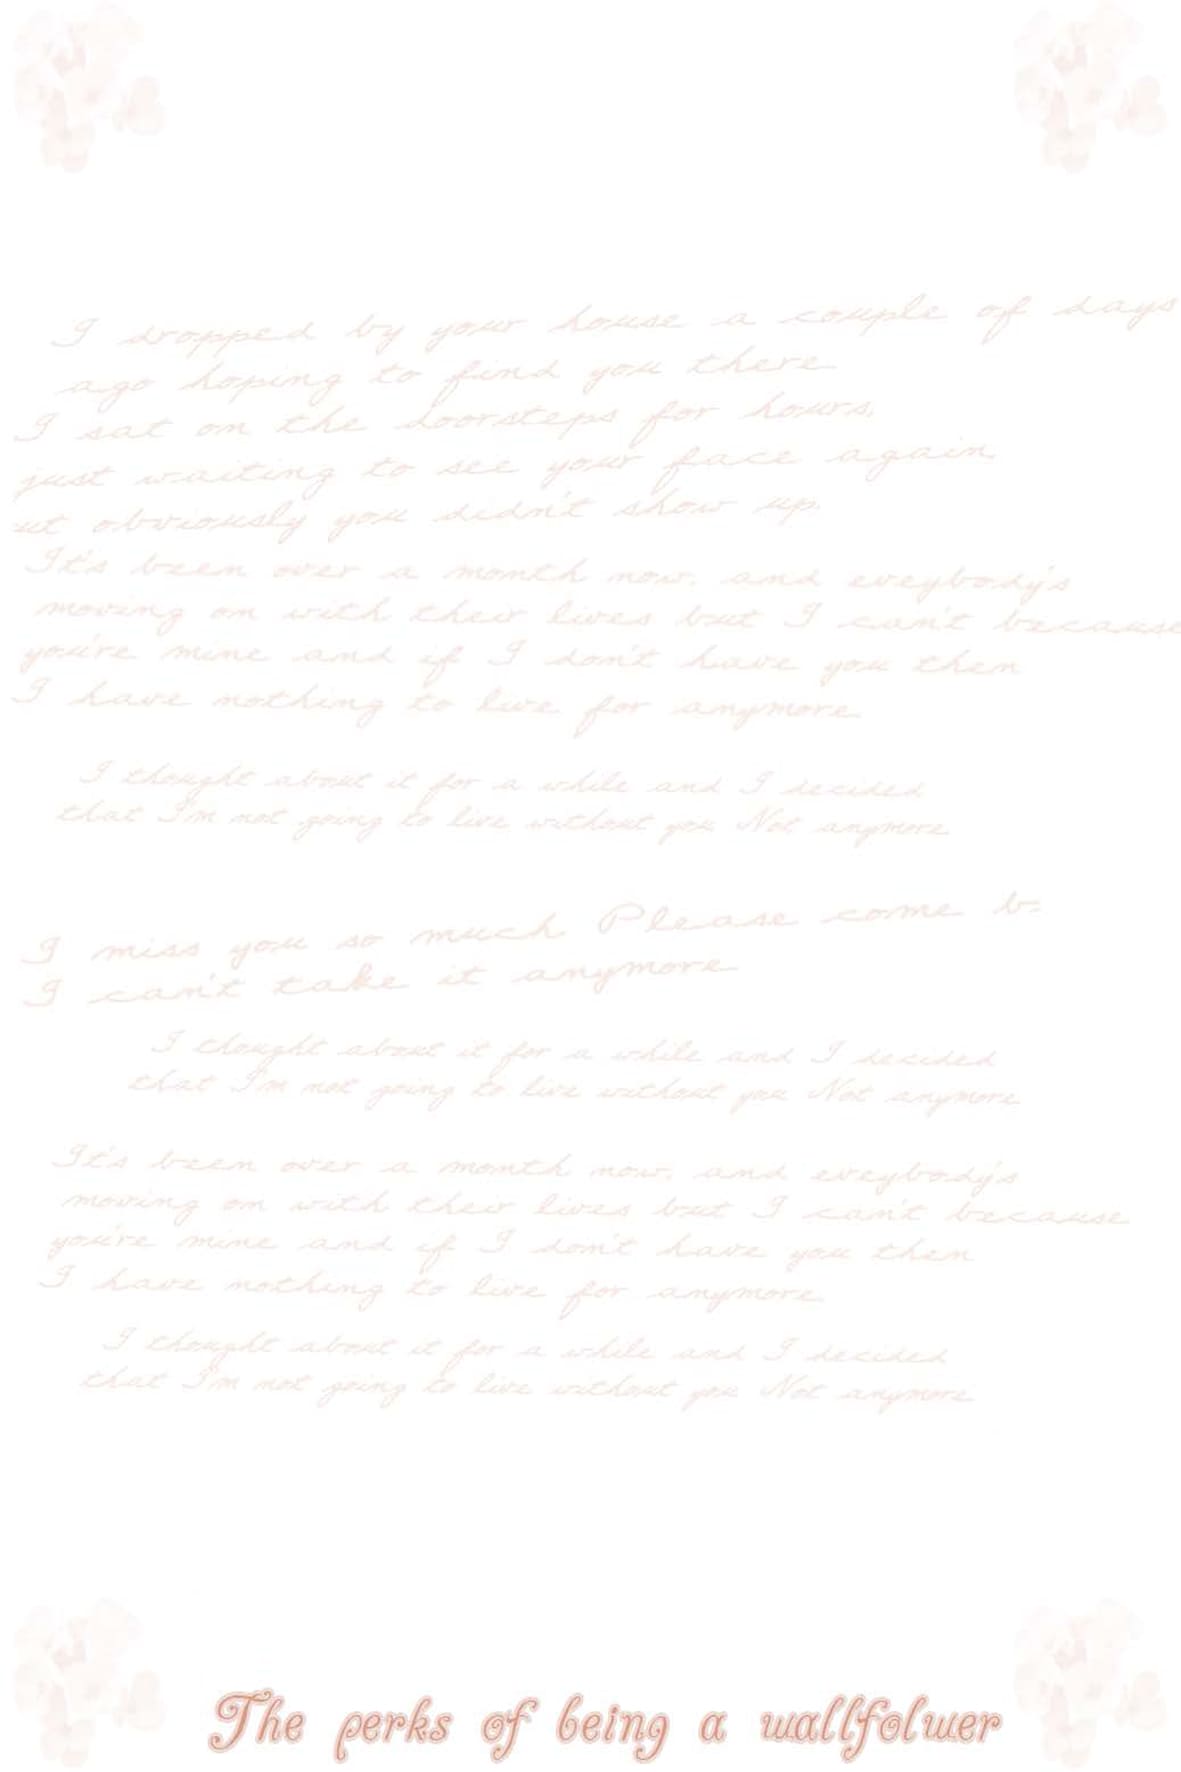 I dropped by your house a couple of days
ago hoping to find you there
I sat on the doorsteps for hours,
just waiting to see your face again
ut obviously you didn't show up.
It's been over a month now, and eveybody's
moving on with their lives but I can't because
you're mine and if I don't have you then
I have nothing to live for anymore
I thought about it for a while and I decided
that I'm not going to live without you Not anymore
I miss you so much Please come b
I can't take it anymore
I thought about it for a while and I decided
that I'm not going to live without you Not anymore
It's been over a month now, and eveybody's
moving on with their lives but I can't because
you're mine and if I don't have you then
I have nothing to live for anymore
I thought about it for a while and I decided
that I'm not going to live without you Not anymore
The perks of being a wallfolwer